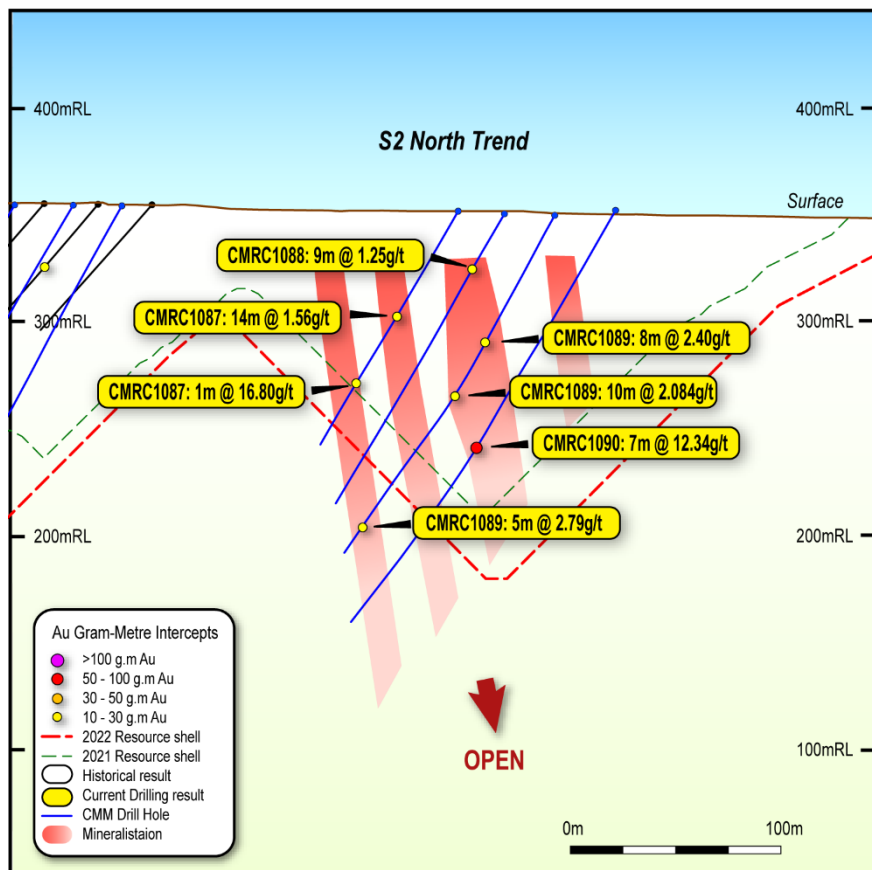 400mRL
400mRL
S2 North Trend
Surface
CMRC1088: 9m @ 1.25g/t
CMRC1087: 14m @ 1.56g/t
300mRL
300mRL
CMRC1089: 8m @ 2.40g/t
CMRC1087: 1m @ 16.80g/t
CMRC1089: 10m @ 2.084g/t
CMRC1090: 7m @ 12.34g/t
CMRC1089: 5m @ 2.79g/t
200mRL
200mRL
Au Gram-Metre Intercepts
>100 g.m Au
50 - 100 g.m Au
30 - 50 g.m Au
10 - 30 g.m Au
2022 Resource shell
2021 Resource shell
Historical result
Current Drilling result
CMM Drill Hole
Mineralistaion
OPEN
100mRL
0m
100m